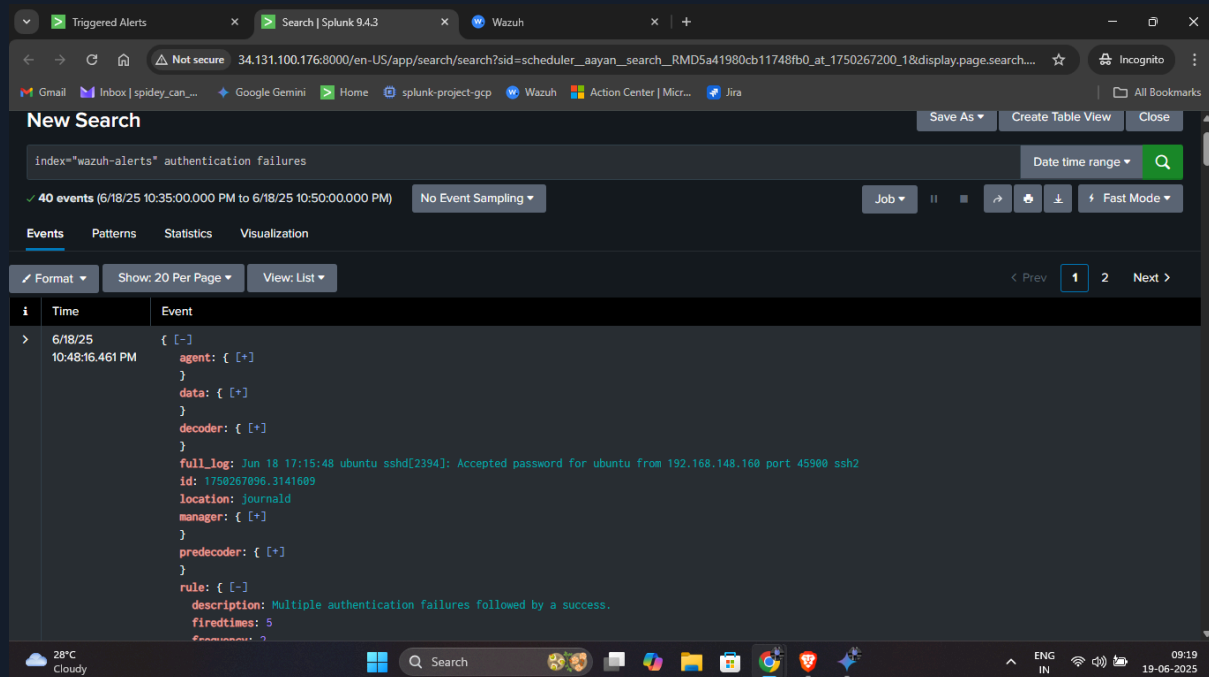 Triggered Alerts
Search | Splunk 9.4.3
Wazuh
Not secure
34.131.100.176:8000/en-US/app/search/search?sid=scheduler__aayan__search__RMD5a41980cb11748fb0_at_1750267200_1&display.page.search....
Incognito
Gmail
Inbox | spidey_can_...
Google Gemini
Home
splunk-project-gcp
Wazuh
Action Center | Micr...
Jira
All Bookmarks
New Search
Save As
Create Table View
Close
index="wazuh-alerts" authentication failures
Date time range
40 events (6/18/25 10:35:00.000 PM to 6/18/25 10:50:00.000 PM)
No Event Sampling
Job
Fast Mode
Events
Patterns
Statistics
Visualization
Format
Show: 20 Per Page
View: List
< Prev
1
2
Next >
i
Time
Event
6/18/25
10:48:16.461 PM
{ [-]
agent: { [+]
}
data: { [+]
}
decoder: { [+]
}
full_log: Jun 18 17:15:48 ubuntu sshd[2394]: Accepted password for ubuntu from 192.168.148.160 port 45900 ssh2
id: 1750267096.3141609
location: journald
manager: { [+]
}
predecoder: { [+]
}
rule: { [-]
description: Multiple authentication failures followed by a success.
firedtimes: 5
frequency: 2
28°C
Cloudy
Search
ENG
IN
09:19
19-06-2025